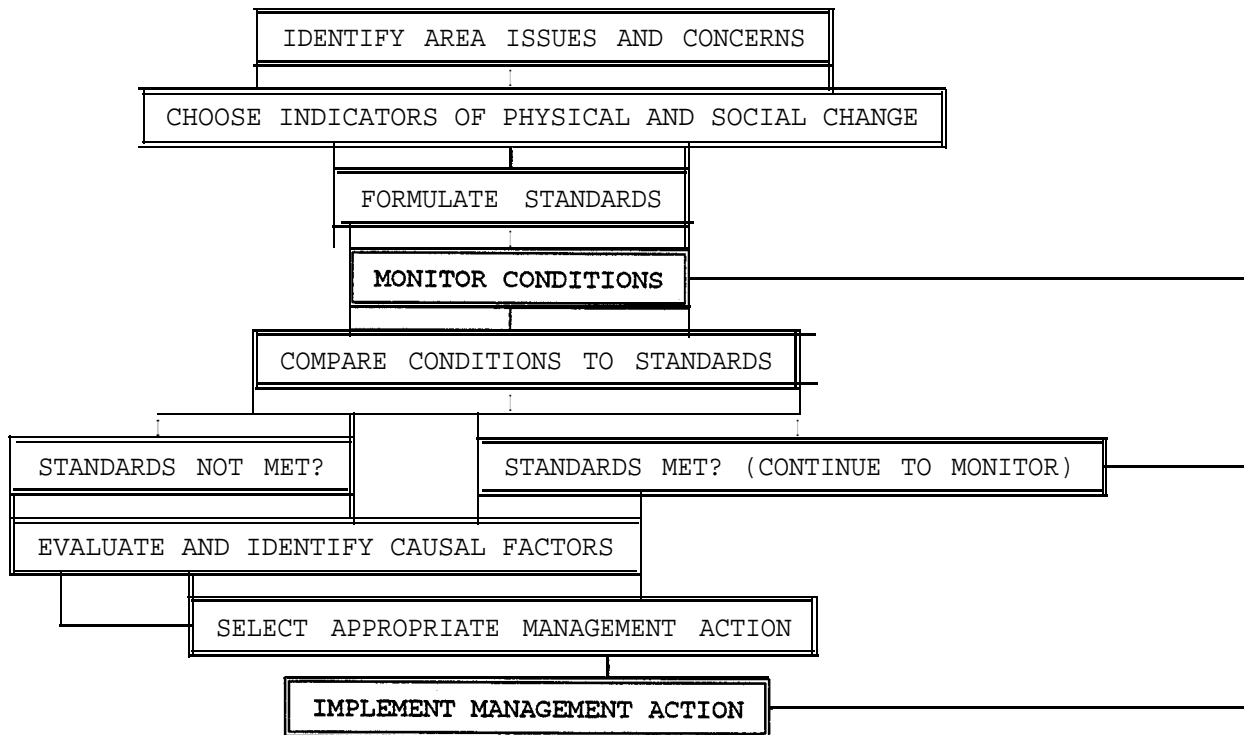 IDENTIFY AREA ISSUES AND CONCERNS
CHOOSE INDICATORS OF PHYSICAL AND SOCIAL CHANGE
FORMULATE STANDARDS
MONITOR CONDITIONS
COMPARE CONDITIONS TO STANDARDS
STANDARDS NOT MET?
STANDARDS MET? (CONTINUE TO MONITOR)
EVALUATE AND IDENTIFY CAUSAL FACTORS
SELECT APPROPRIATE MANAGEMENT ACTION
IMPLEMENT MANAGEMENT ACTION